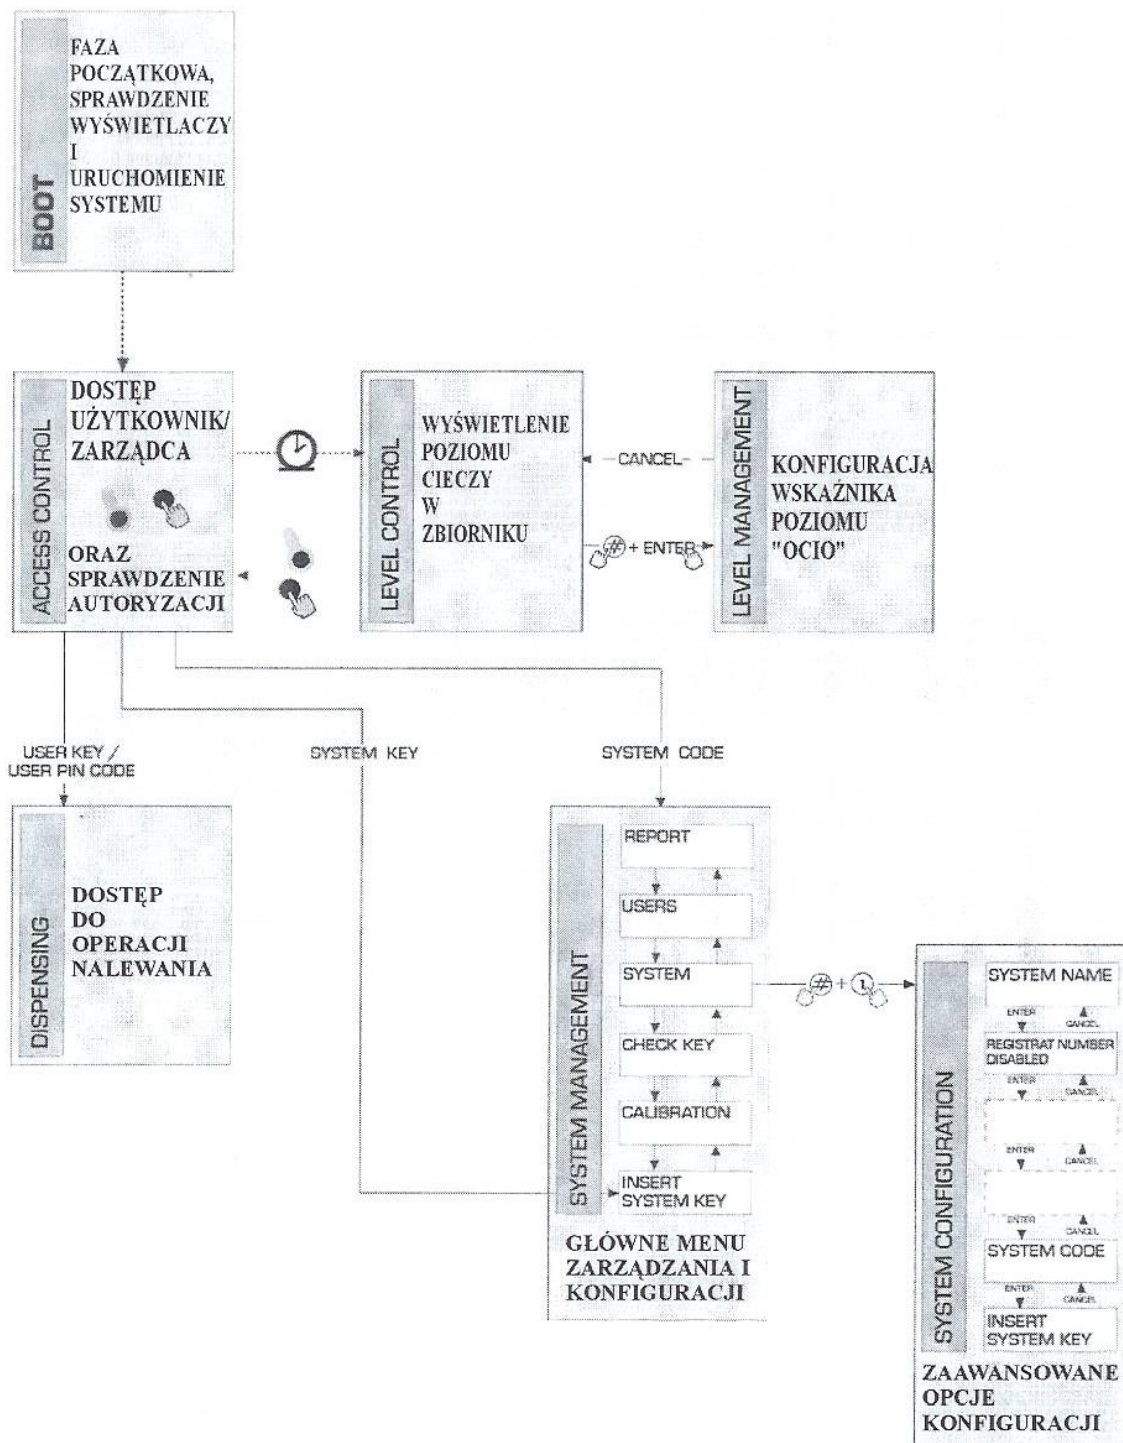 BOOT
FAZA
POCZĄTKOWA,
SPRAWDZENIE
WYŚWIETLACZY
I
URUCHOMIENIE
SYSTEMU
ACCESS CONTROL
DOSTĘP
UŻYTKOWNIK/
ZARZĄDCA
ORAZ
SPRAWDZENIE
AUTORYZACJI
LEVEL CONTROL
WYŚWIETLENIE
POZIOMU
CIECZY
W
ZBIORNIKU
CANCEL
# + ENTER
LEVEL MANAGEMENT
KONFIGURACJA
WSKAŹNIKA
POZIOMU
"OCIO"
USER KEY /
USER PIN CODE
SYSTEM KEY
SYSTEM CODE
DISPENSING
DOSTĘP
DO
OPERACJI
NALEWANIA
SYSTEM MANAGEMENT
REPORT
USERS
SYSTEM
CHECK KEY
CALIBRATION
INSERT
SYSTEM KEY
GŁÓWNE MENU
ZARZĄDZANIA I
KONFIGURACJI
# + 1
SYSTEM CONFIGURATION
SYSTEM NAME
ENTER CANCEL
REGISTRAT NUMBER
DISABLED
ENTER CANCEL
ENTER CANCEL
ENTER CANCEL
SYSTEM CODE
ENTER CANCEL
INSERT
SYSTEM KEY
ZAAWANSOWANE
OPCJE
KONFIGURACJI